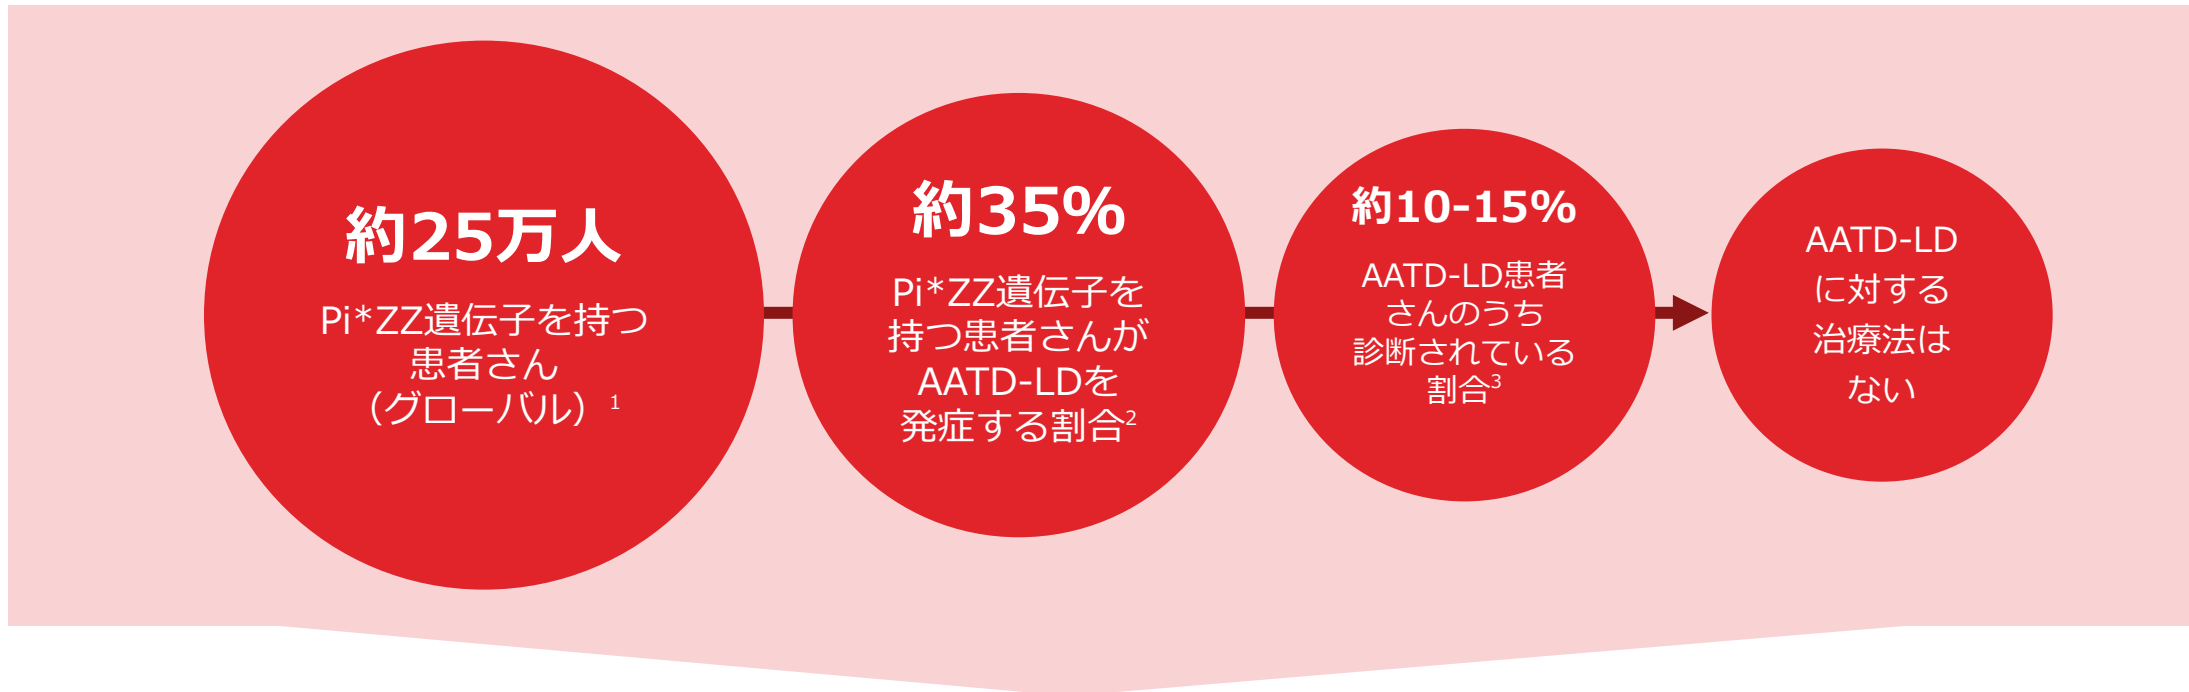 約25万人
Pi*ZZ遺伝子を持つ
患者さん
（グローバル）1
約35%
Pi*ZZ遺伝子を
持つ患者さんが
AATD-LDを
発症する割合2
約10-15%
AATD-LD患者
さんのうち
診断されている
割合3
AATD-LD
に対する
治療法は
ない